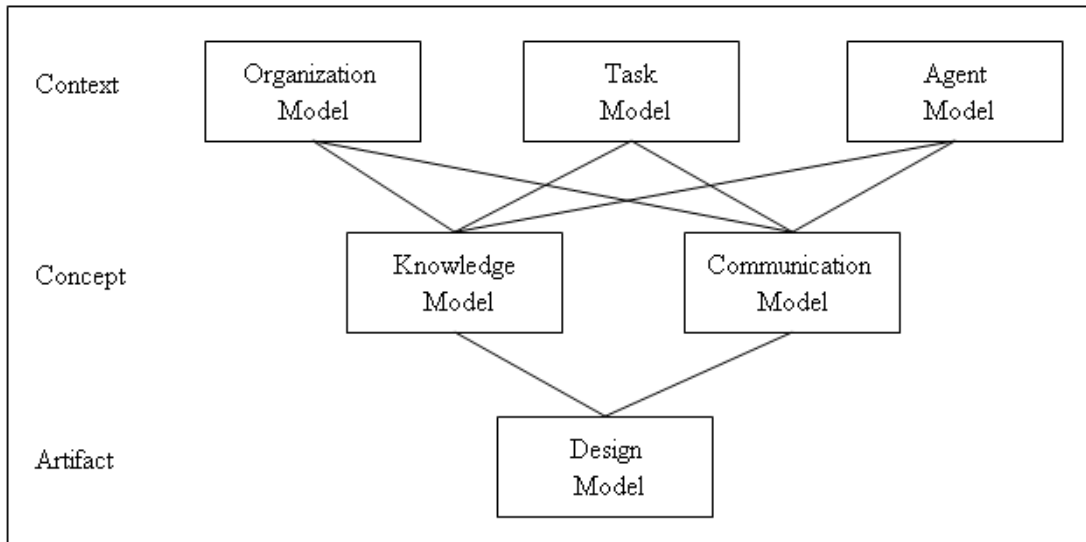 Context
Organization
Model
Task
Model
Agent
Model
Concept
Knowledge
Model
Communication
Model
Artifact
Design
Model